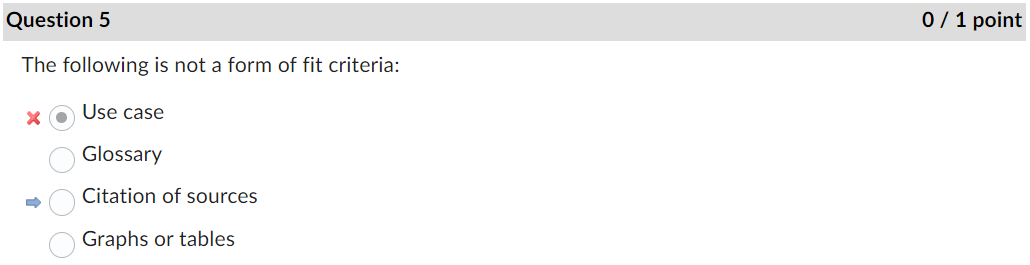 Question 5
0 / 1 point
The following is not a form of fit criteria:
Use case
Glossary
Citation of sources
Graphs or tables